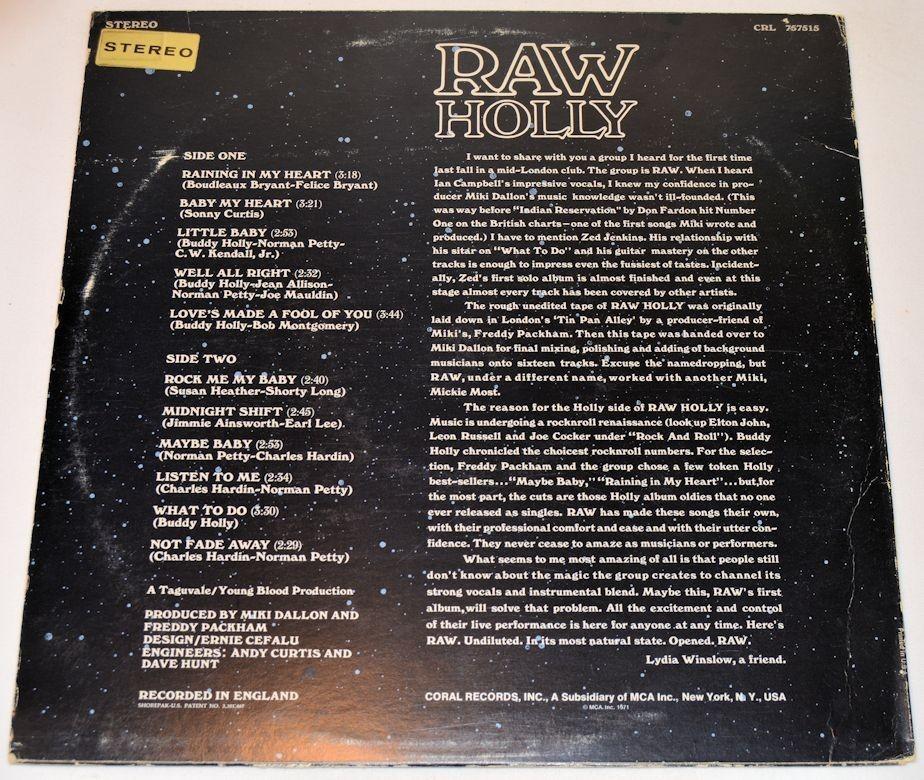 STEREO
STEREO
CRL 757515
RAW
HOLLY
SIDE ONE
RAINING IN MY HEART (3:18)
(Boudleaux Bryant-Felice Bryant)
BABY MY HEART (3:21)
(Sonny Curtis)
LITTLE BABY (2:53)
(Buddy Holly-Norman Petty-
C.W. Kendall, Jr.)
WELL ALL RIGHT (2:32)
(Buddy Holly-Jean Allison-
Norman Petty-Joe Mauldin)
LOVE'S MADE A FOOL OF YOU (3:44)
(Buddy Holly-Bob Montgomery)
SIDE TWO
ROCK ME MY BABY (2:40)
(Susan Heather-Shorty Long)
MIDNIGHT SHIFT (2:45)
(Jimmie Ainsworth-Earl Lee)
MAYBE BABY (2:53)
(Norman Petty-Charles Hardin)
LISTEN TO ME (2:34)
(Charles Hardin-Norman Petty)
WHAT TO DO (3:30)
(Buddy Holly)
NOT FADE AWAY (2:29)
(Charles Hardin-Norman Petty)
A Taguvale/Young Blood Production
PRODUCED BY MIKI DALLON AND
FREDDY PACKHAM
DESIGN/ERNIE CEFALU
ENGINEERS: ANDY CURTIS AND
DAVE HUNT
RECORDED IN ENGLAND
SHOREPAK-U.S. PATENT NO.
I want to share with you a group I heard for the first time
last fall in a mid-London club. The group is RAW. When I heard
Ian Campbell's impressive vocals, I knew my confidence in pro-
ducer Miki Dallon's music knowledge wasn't ill-founded. (This
was way before "Indian Reservation" by Don Fardon hit Number
One on the British charts—one of the first songs Miki wrote and
produced.) I have to mention Zed Jenkins. His relationship with
his sitar on "What To Do" and his guitar mastery on the other
tracks is enough to impress even the fussiest of tastes. Incident-
ally, Zed's first solo album is almost finished and even at this
stage almost every track has been covered by other artists.
The rough unedited tape of RAW HOLLY was originally
laid down in London's 'Tin Pan Alley' by a producer-friend of
Miki's, Freddy Packham. Then this tape was handed over to
Miki Dallon for final mixing, polishing and adding of background
musicians onto sixteen tracks. Excuse the namedropping, but
RAW, under a different name, worked with another Miki,
Mickie Most.
The reason for the Holly side of RAW HOLLY is easy.
Music is undergoing a rocknroll renaissance (look up Elton John,
Leon Russell and Joe Cocker under "Rock And Roll"). Buddy
Holly chronicled the choicest rocknroll numbers. For the selec-
tion, Freddy Packham and the group chose a few token Holly
best-sellers..."Maybe Baby," "Raining in My Heart"...but,for
the most part, the cuts are those Holly album oldies that no one
ever released as singles. RAW has made these songs their own,
with their professional comfort and ease and with their utter con-
fidence. They never cease to amaze as musicians or performers.
What seems to me most amazing of all is that people still
don't know about the magic the group creates to channel its
strong vocals and instrumental blend. Maybe this, RAW's first
album, will solve that problem. All the excitement and control
of their live performance is here for anyone at any time. Here's
RAW. Undiluted. In its most natural state. Opened. RAW.
Lydia Winslow, a friend.
CORAL RECORDS, INC., A Subsidiary of MCA Inc., New York, N. Y., USA
© MCA Inc. 1971
Printed in U.S.A.